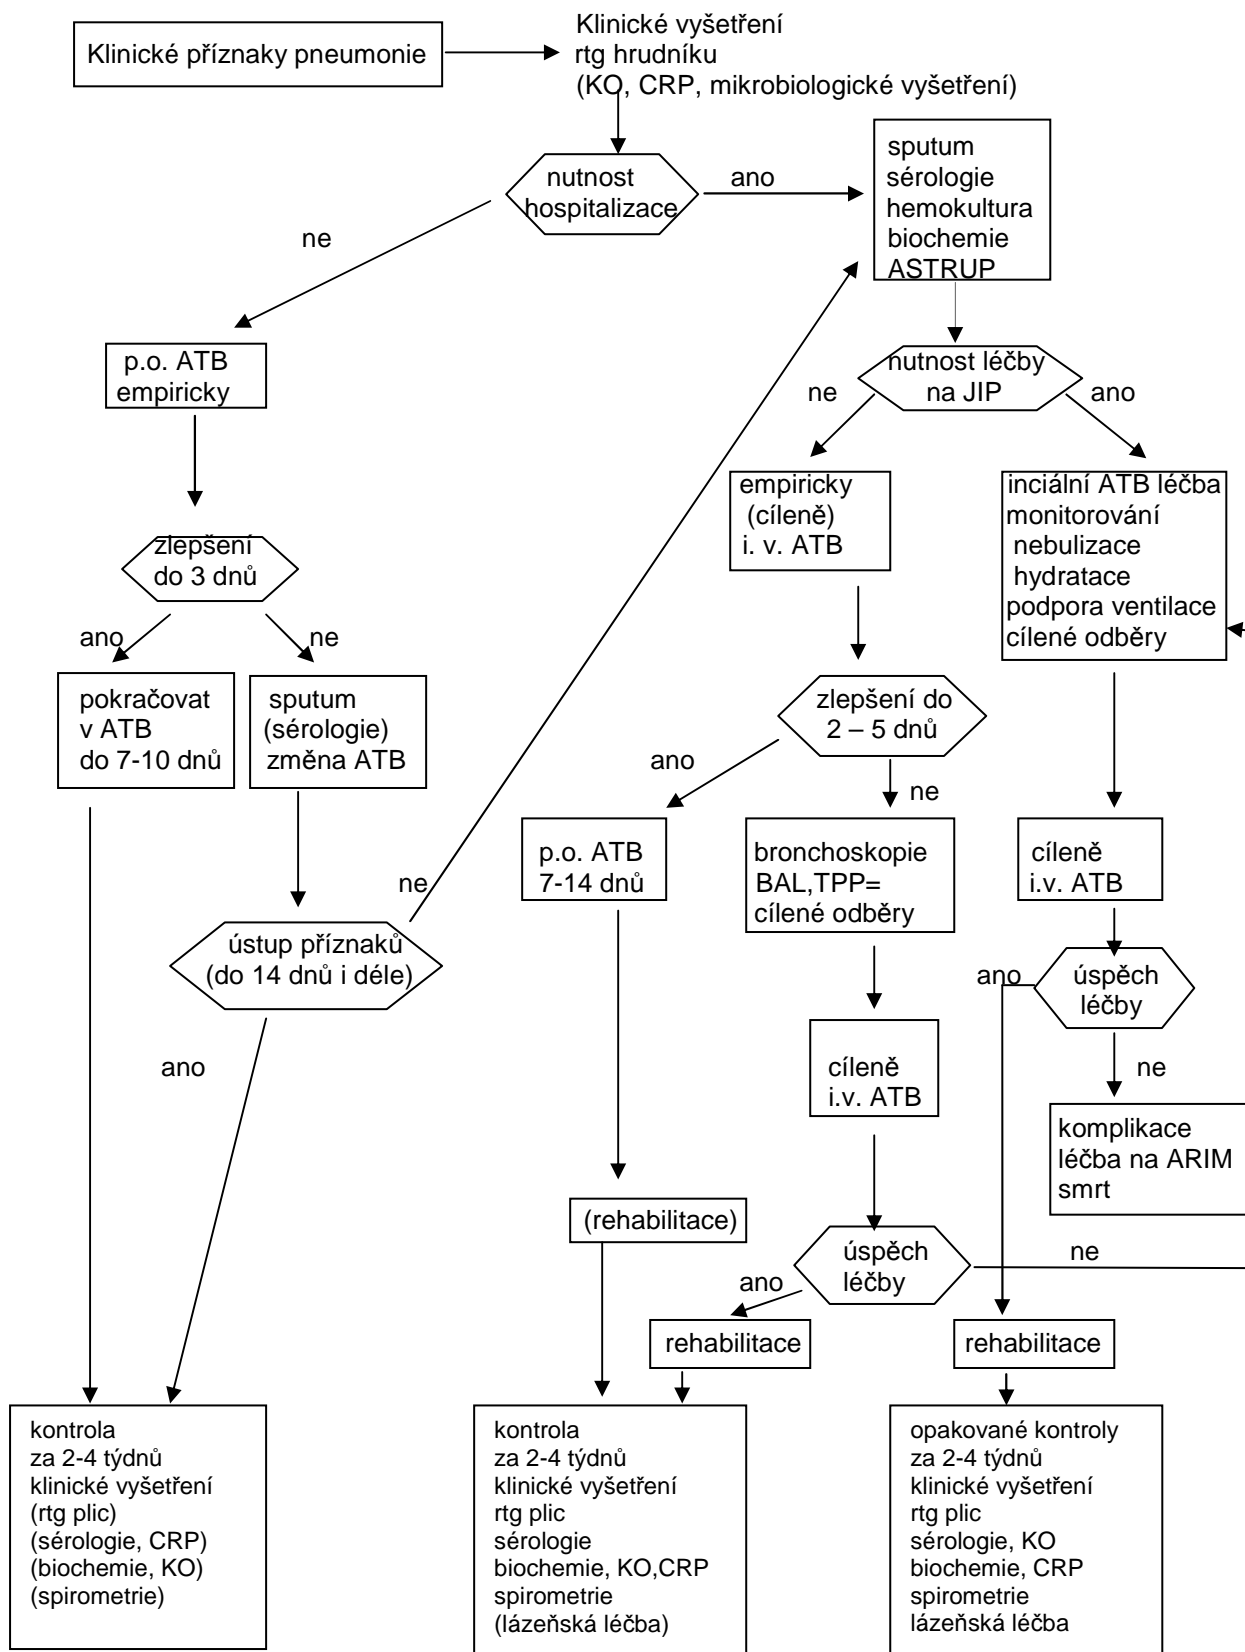 Klinické příznaky pneumonie
Klinické vyšetření
rtg hrudníku
(KO, CRP, mikrobiologické vyšetření)
nutnost
hospitalizace
ano
ne
sputum
sérologie
hemokultura
biochemie
ASTRUP
p.o. ATB
empiricky
nutnost léčby
na JIP
ne
ano
empiricky
(cíleně)
i. v. ATB
inciální ATB léčba
monitorování
nebulizace
hydratace
podpora ventilace
cílené odběry
zlepšení
do 3 dnů
ano
ne
pokračovat
v ATB
do 7-10 dnů
sputum
(sérologie)
změna ATB
zlepšení do
2 – 5 dnů
ano
ne
p.o. ATB
7-14 dnů
bronchoskopie
BAL,TPP=
cílené odběry
cíleně
i.v. ATB
ne
ústup příznaků
(do 14 dnů i déle)
ano
ano
úspěch
léčby
ne
cíleně
i.v. ATB
komplikace
léčba na ARIM
smrt
(rehabilitace)
úspěch
léčby
ne
ano
rehabilitace
rehabilitace
kontrola
za 2-4 týdnů
klinické vyšetření
(rtg plic)
(sérologie, CRP)
(biochemie, KO)
(spirometrie)
kontrola
za 2-4 týdnů
klinické vyšetření
rtg plic
sérologie
biochemie, KO,CRP
spirometrie
(lázeňská léčba)
opakované kontroly
za 2-4 týdnů
klinické vyšetření
rtg plic
sérologie, KO
biochemie, CRP
spirometrie
lázeňská léčba